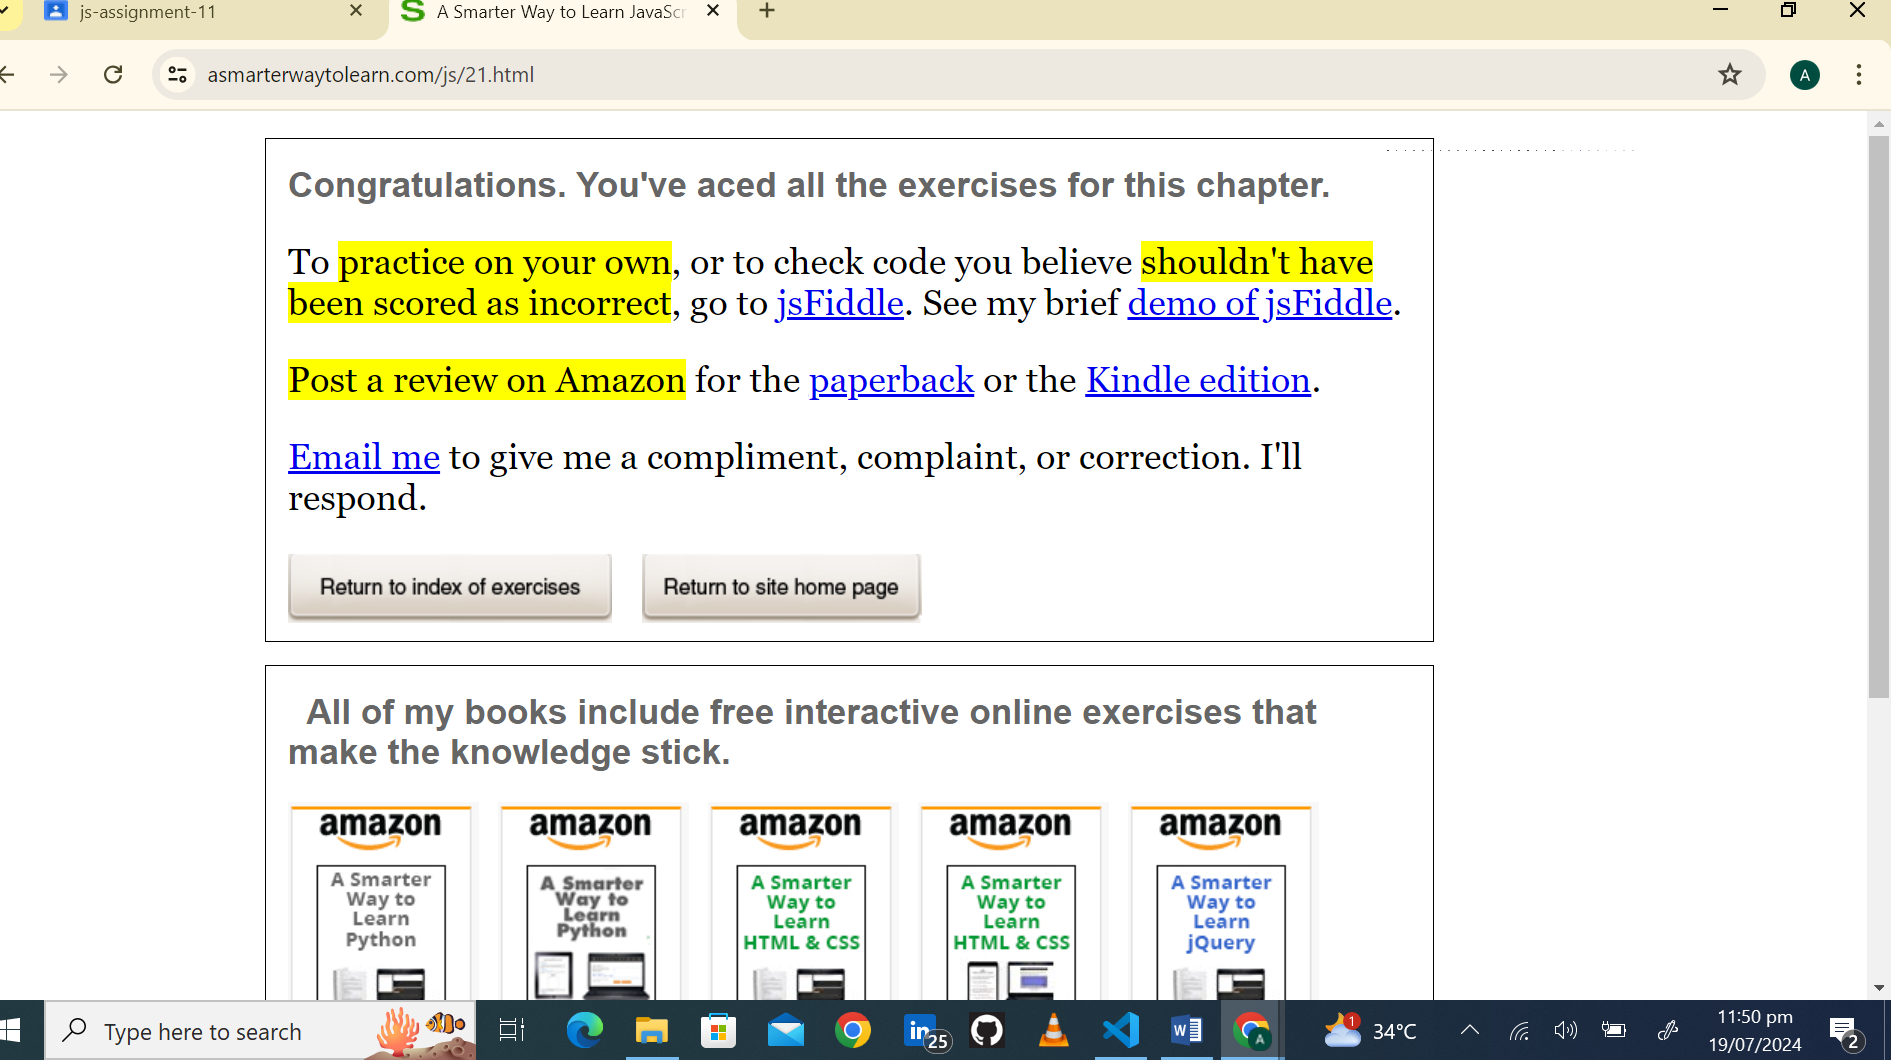 js-assignment-11
A Smarter Way to Learn JavaScr
asmarterwaytolearn.com/js/21.html
A
Congratulations. You've aced all the exercises for this chapter.
To practice on your own, or to check code you believe shouldn't have
been scored as incorrect, go to jsFiddle. See my brief demo of jsFiddle.
Post a review on Amazon for the paperback or the Kindle edition.
Email me to give me a compliment, complaint, or correction. I'll
respond.
Return to index of exercises
Return to site home page
All of my books include free interactive online exercises that
make the knowledge stick.
amazon
A Smarter
Way to
Learn
Python
amazon
A Smarter
Way to
Learn
Python
amazon
A Smarter
Way to
Learn
HTML & CSS
amazon
A Smarter
Way to
Learn
HTML & CSS
amazon
A Smarter
Way to
Learn
jQuery
Type here to search
in
25
W
A
1
34°C
11:50 pm
19/07/2024
2